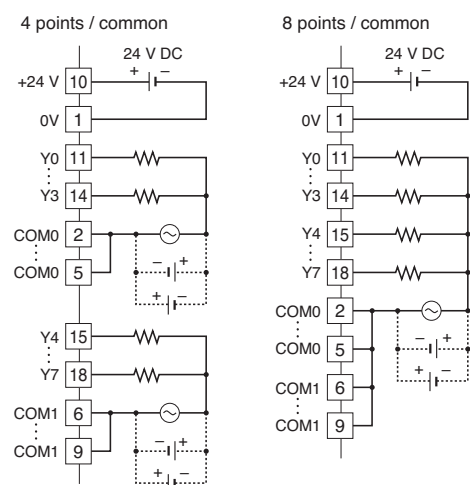 4 points / common
24 V DC
+ −
+24 V 10
0V 1
Y0 11
Y3 14
COM0 2
COM0 5
− +
+ −
Y4 15
Y7 18
COM1 6
COM1 9
− +
+ −
8 points / common
24 V DC
+ −
+24 V 10
0V 1
Y0 11
Y3 14
Y4 15
Y7 18
COM0 2
COM0 5
COM1 6
COM1 9
− +
+ −